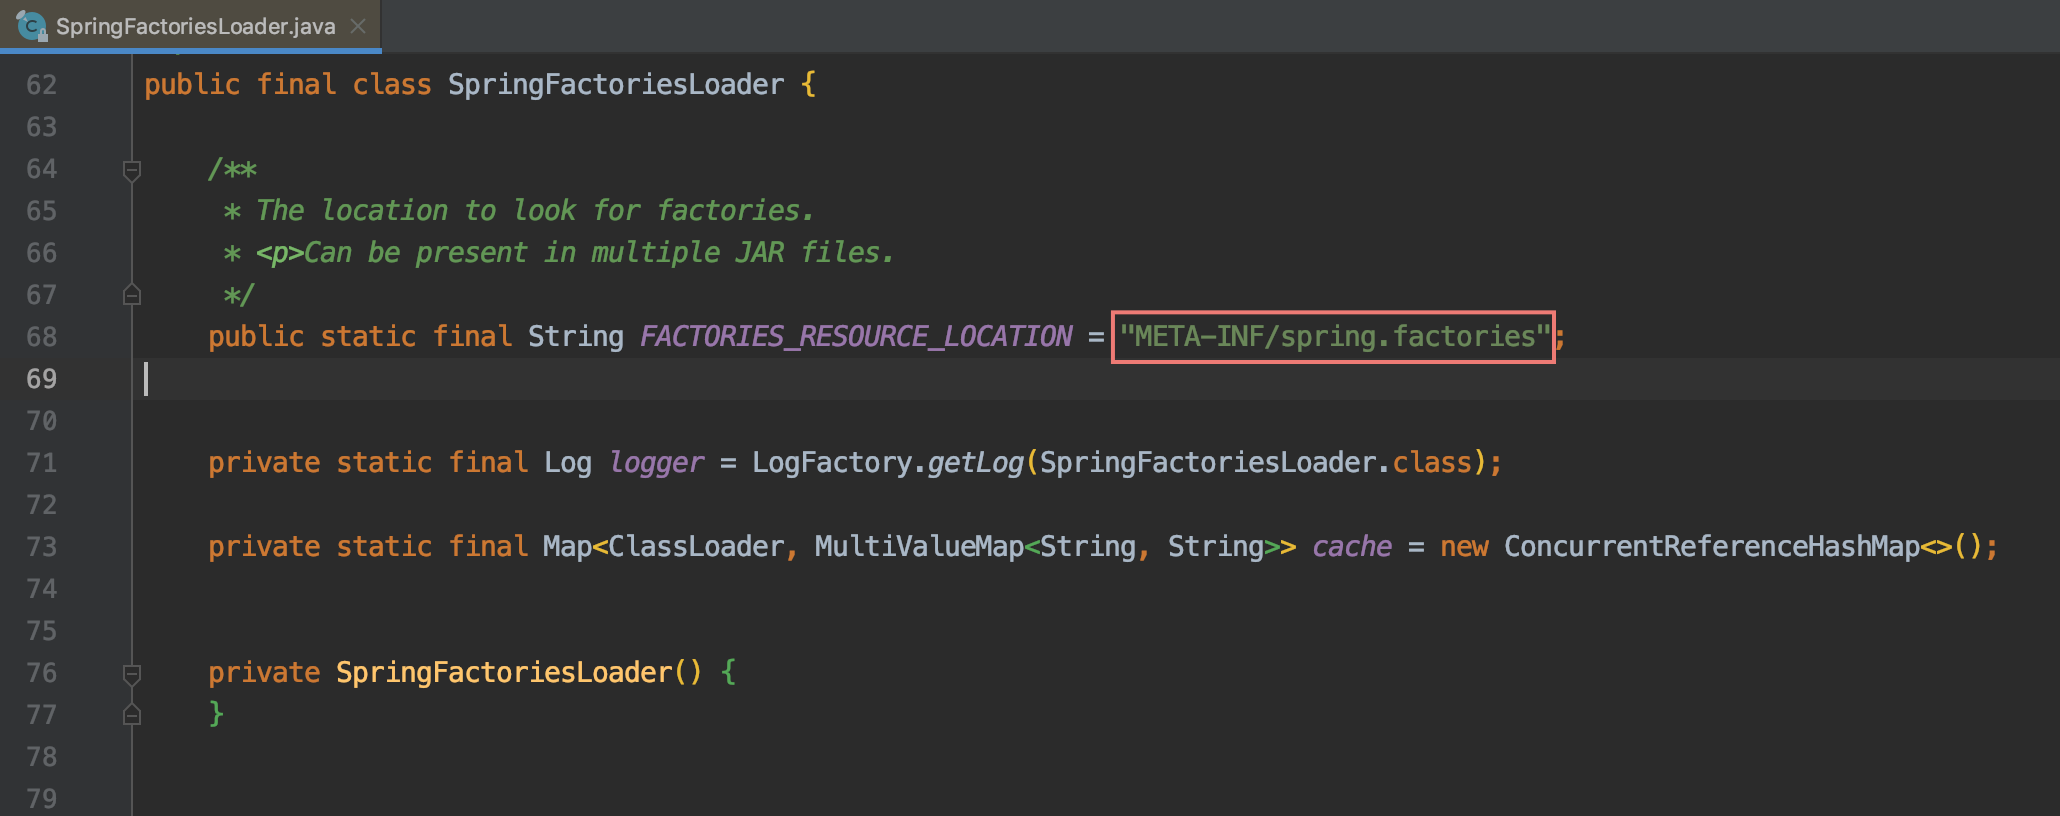 SpringFactoriesLoader.java
62 public final class SpringFactoriesLoader {
63
64 /**
65 * The location to look for factories.
66 * <p>Can be present in multiple JAR files.
67 */
68 public static final String FACTORIES_RESOURCE_LOCATION = "META-INF/spring.factories";
69
70
71 private static final Log logger = LogFactory.getLog(SpringFactoriesLoader.class);
72
73 private static final Map<ClassLoader, MultiValueMap<String, String>> cache = new ConcurrentReferenceHashMap<>();
74
75
76 private SpringFactoriesLoader() {
77 }
78
79